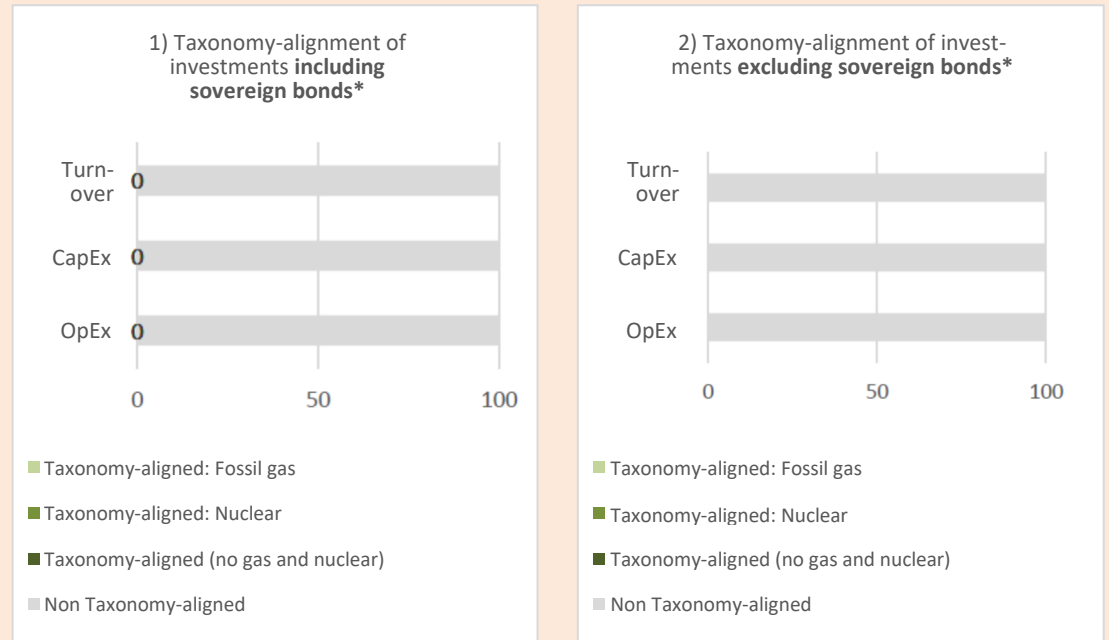 1) Taxonomy-alignment of
investments including
sovereign bonds*
Turn-
over
0
CapEx
0
OpEx
0
0
50
100
Taxonomy-aligned: Fossil gas
Taxonomy-aligned: Nuclear
Taxonomy-aligned (no gas and nuclear)
Non Taxonomy-aligned
2) Taxonomy-alignment of invest-
ments excluding sovereign bonds*
Turn-
over
CapEx
OpEx
0
50
100
Taxonomy-aligned: Fossil gas
Taxonomy-aligned: Nuclear
Taxonomy-aligned (no gas and nuclear)
Non Taxonomy-aligned